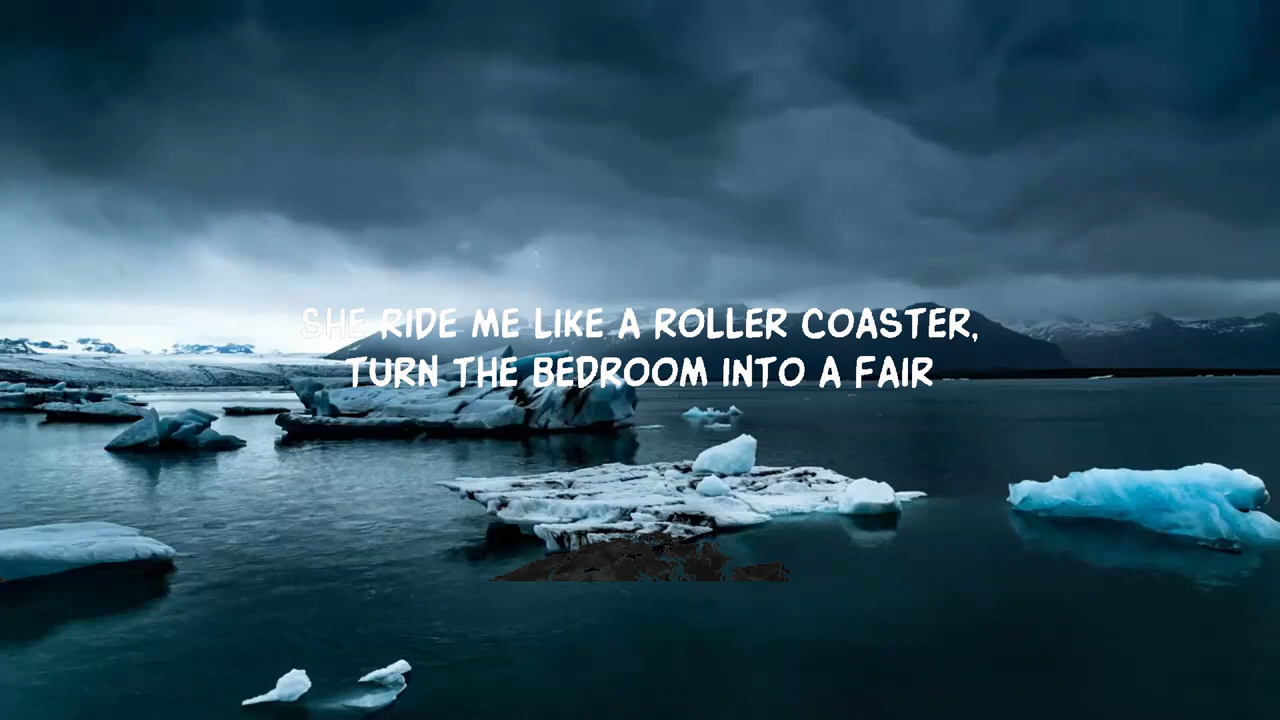 SHE RIDE ME LIKE A ROLLER COASTER,
TURN THE BEDROOM INTO A FAIR